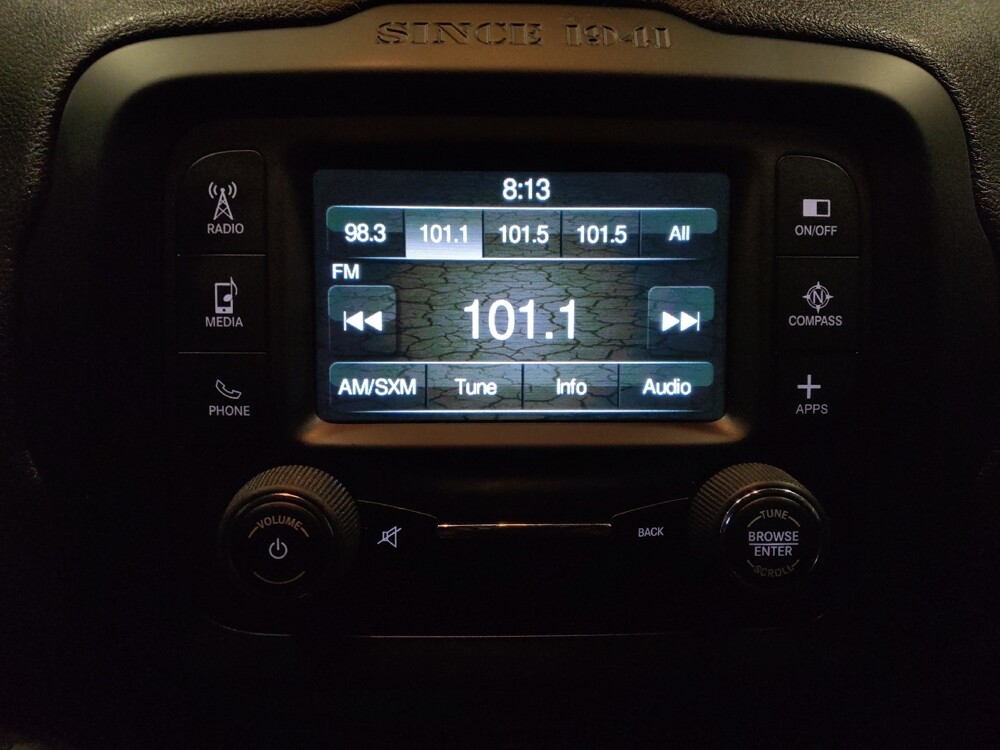 SINCE 1941
8:13
98.3 101.1 101.5 101.5 All
FM
101.1
AM/SXM Tune Info Audio
RADIO
MEDIA
PHONE
ON/OFF
N
COMPASS
APPS
VOLUME
BACK
TUNE
BROWSE
ENTER
SCROLL